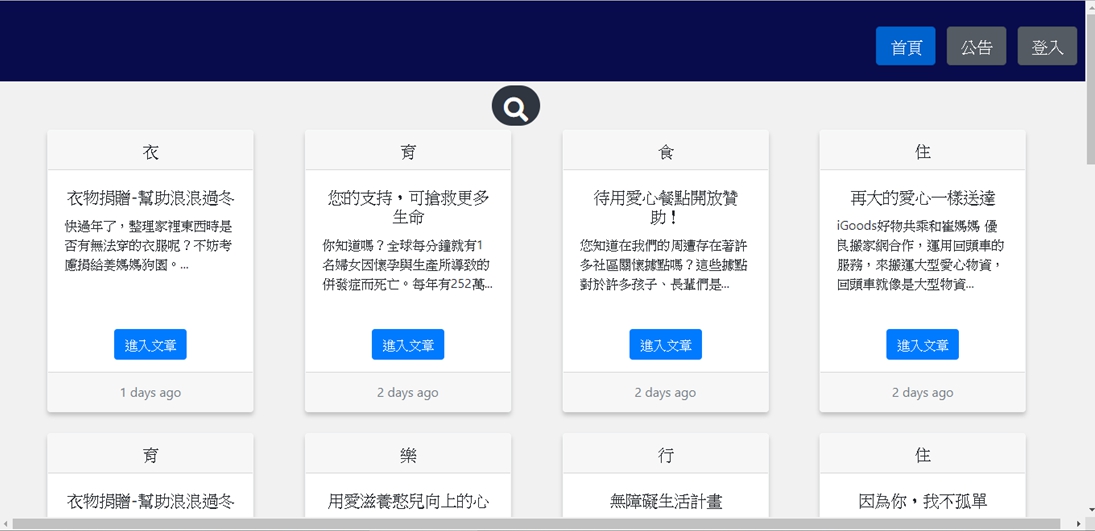 首頁 公告 登入
衣
衣物捐贈-幫助浪浪過冬
快過年了，整理家裡東西時是
否有無法穿的衣服呢？不妨考
慮捐給姜媽媽狗園。...
進入文章
1 days ago
育
您的支持，可搶救更多
生命
你知道嗎？全球每分鐘就有1
名婦女因懷孕與生產所導致的
併發症而死亡。每年有252萬...
進入文章
2 days ago
食
待用愛心餐點開放贊
助！
您知道在我們的周遭存在著許
多社區關懷據點嗎？這些據點
對於許多孩子、長輩們是...
進入文章
2 days ago
住
再大的愛心一樣送達
iGoods好物共乘和崔媽媽 優
良搬家網合作，運用回頭車的
服務，來搬運大型愛心物資，
回頭車就像是大型物資...
進入文章
2 days ago
育
衣物捐贈-幫助浪浪過冬
樂
用愛滋養憨兒向上的心
行
無障礙生活計畫
住
因為你，我不孤單